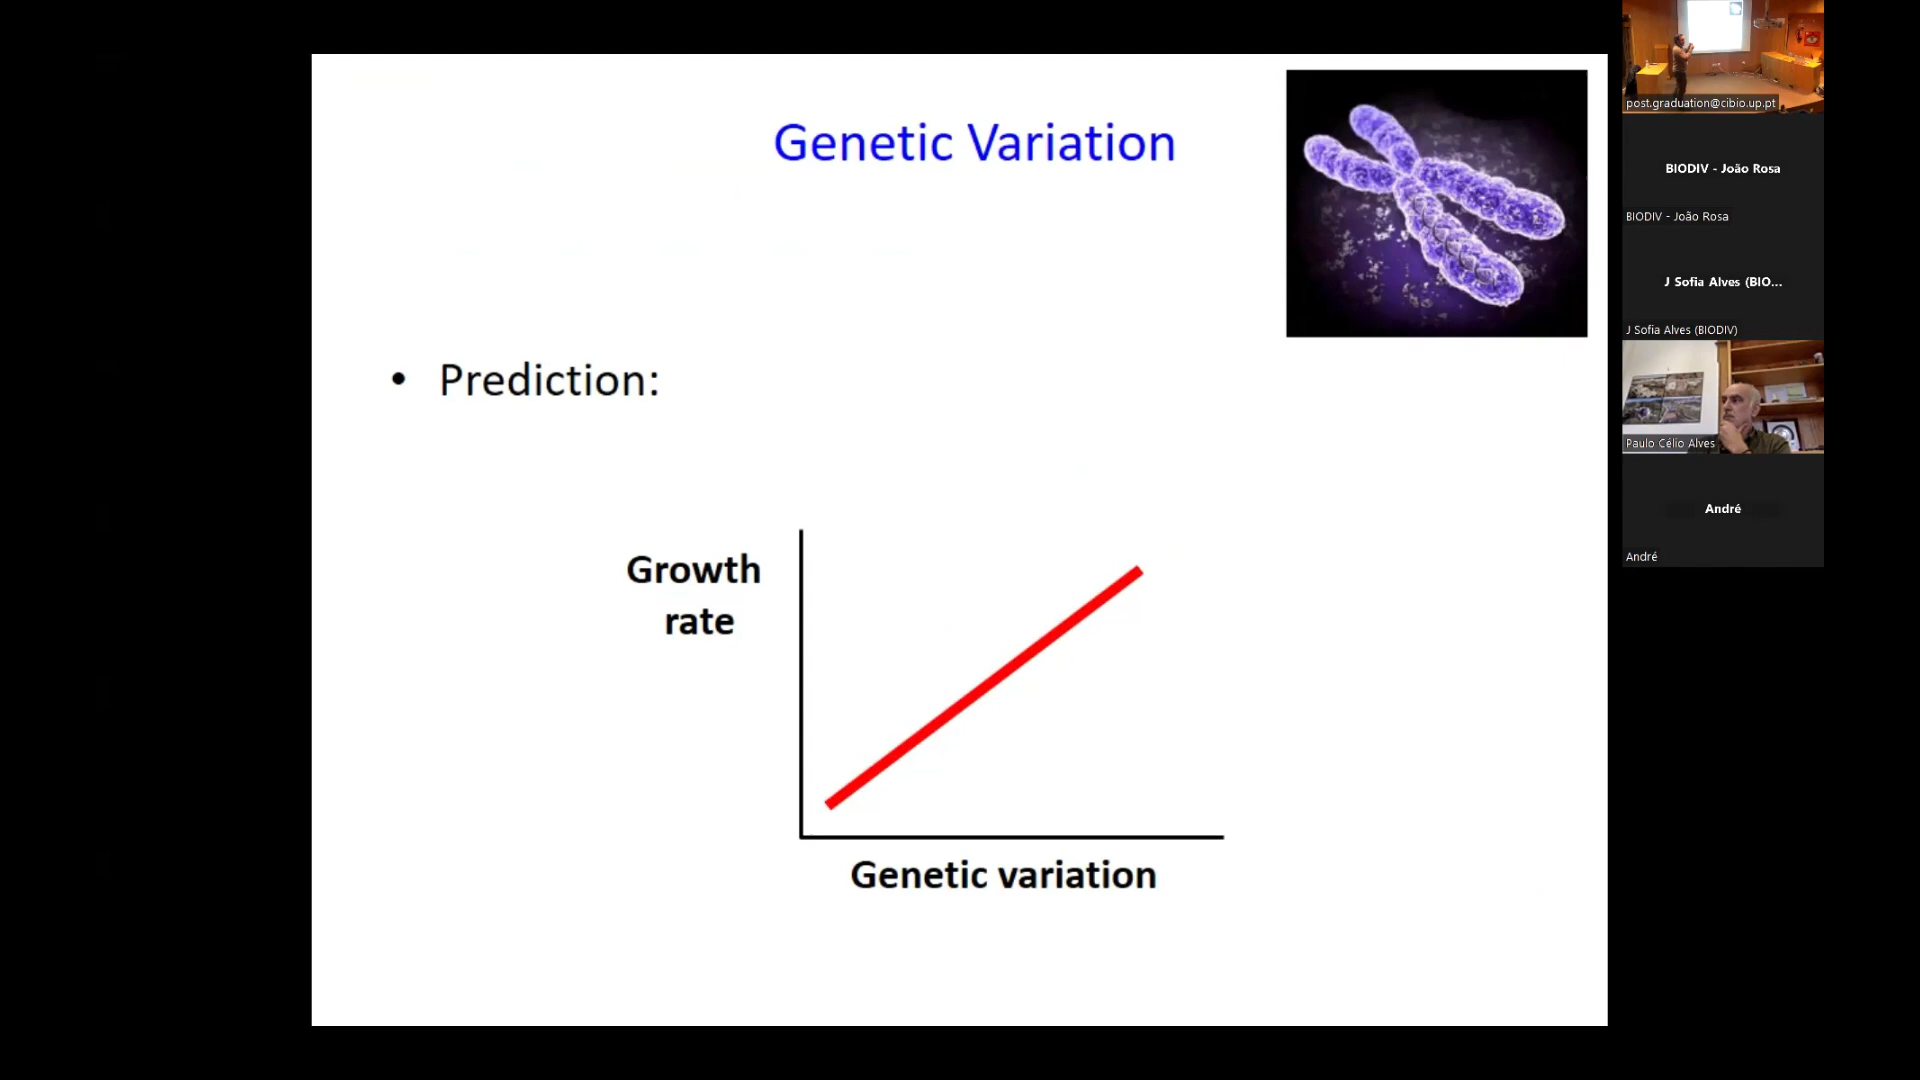 Genetic Variation
• Prediction:
Growth
rate
Genetic variation
post.graduation@cibio.up.pt
BIODIV - João Rosa
BIODIV - João Rosa
J Sofia Alves (BIO...
J Sofia Alves (BIODIV)
Paulo Célio Alves
André
André